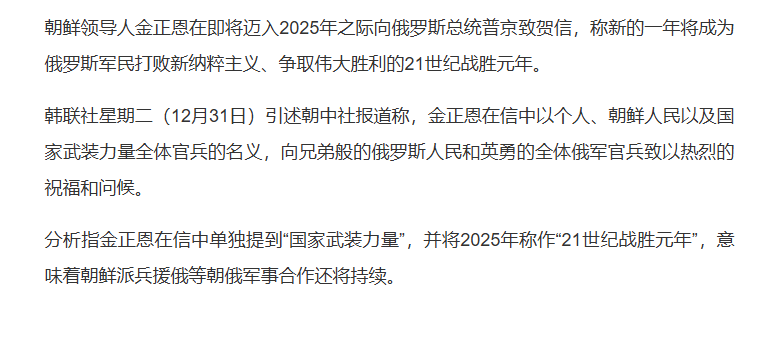 朝鲜领导人金正恩在即将迈入2025年之际向俄罗斯总统普京致贺信，称新的一年将成为
俄罗斯军民打败新纳粹主义、争取伟大胜利的21世纪战胜元年。
韩联社星期二（12月31日）引述朝中社报道称，金正恩在信中以个人、朝鲜人民以及国
家武装力量全体官兵的名义，向兄弟般的俄罗斯人民和英勇的全体俄军官兵致以热烈的
祝福和问候。
分析指金正恩在信中单独提到“国家武装力量”，并将2025年称作“21世纪战胜元年”，意
味着朝鲜派兵援俄等朝俄军事合作还将持续。